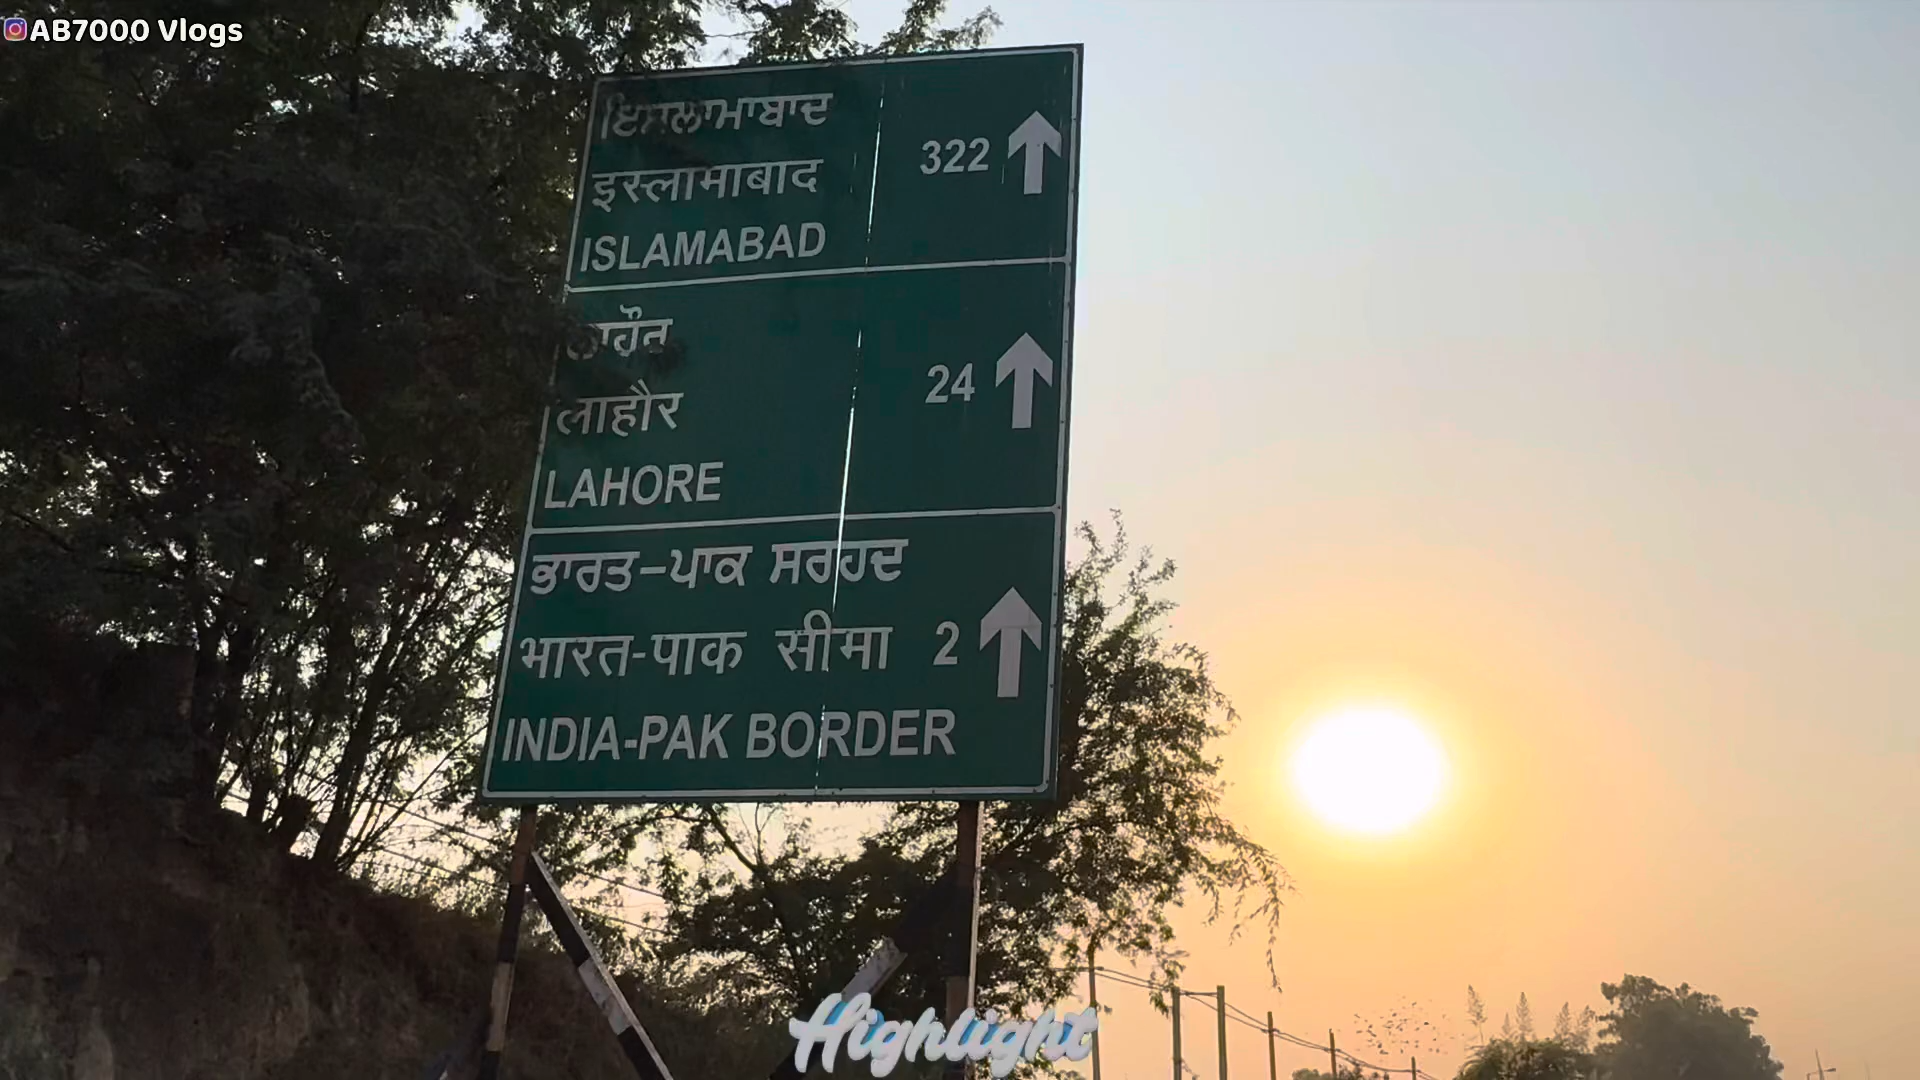 AB7000 Vlogs
ਇਸਲਾਮਾਬਾਦ
इस्लामाबाद
322
ISLAMABAD
ਲਾਹੌਰ
लाहौर
24
LAHORE
ਭਾਰਤ-ਪਾਕ ਸਰਹਦ
भारत-पाक सीमा 2
INDIA-PAK BORDER
Highlight